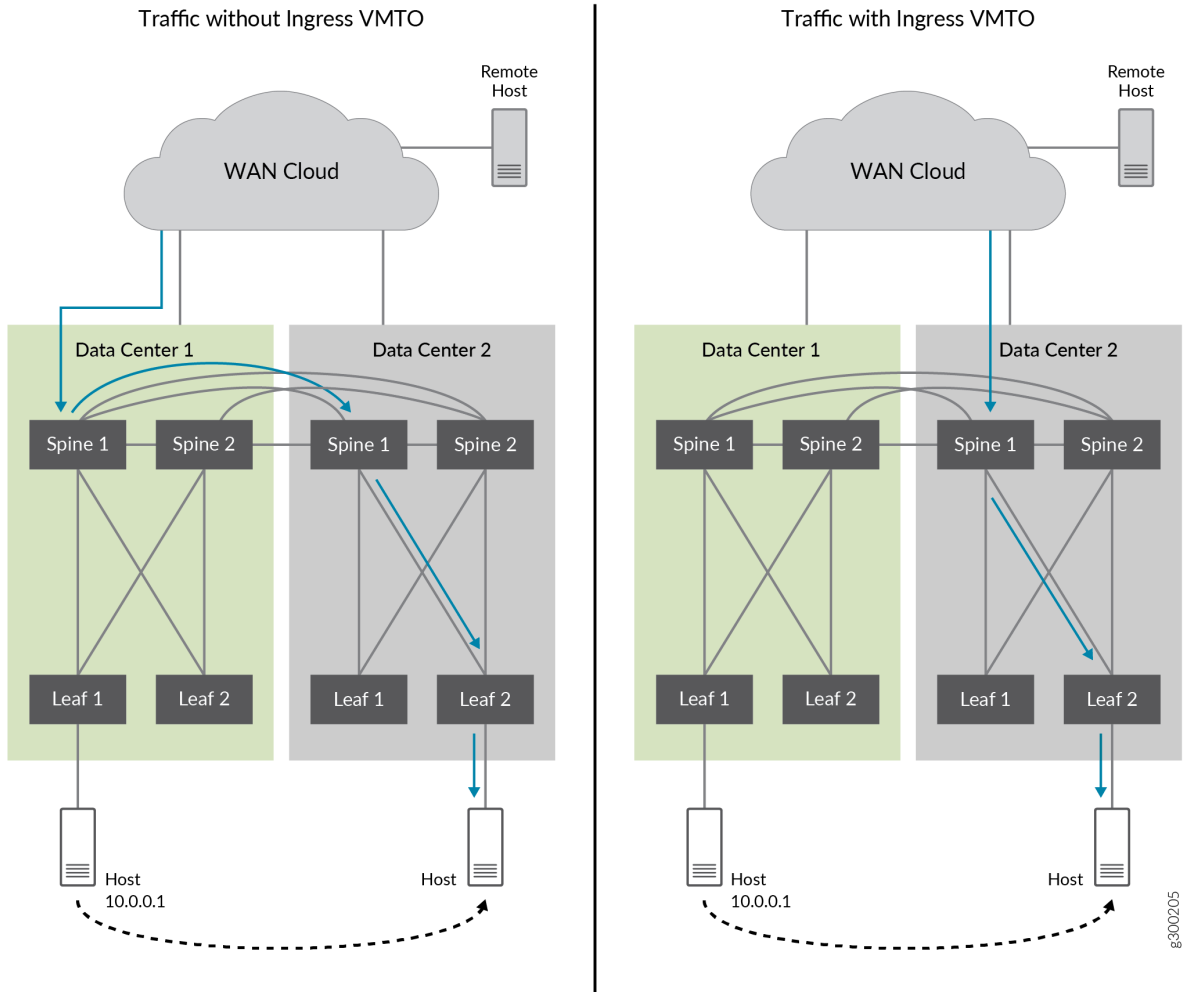 Traffic without Ingress VMTO
Remote
Host
WAN Cloud
Data Center 1
Data Center 2
Spine 1
Spine 2
Spine 1
Spine 2
Leaf 1
Leaf 2
Leaf 1
Leaf 2
Host
10.0.0.1
Host
Traffic with Ingress VMTO
Remote
Host
WAN Cloud
Data Center 1
Data Center 2
Spine 1
Spine 2
Spine 1
Spine 2
Leaf 1
Leaf 2
Leaf 1
Leaf 2
Host
10.0.0.1
Host
g300205